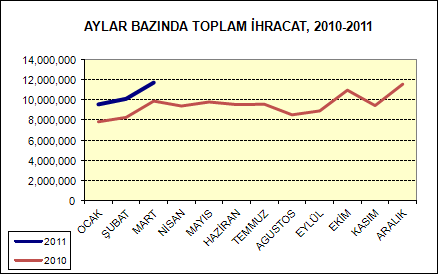 AYLAR BAZINDA TOPLAM İHRACAT, 2010-2011
14,000,000
12,000,000
10,000,000
8,000,000
6,000,000
4,000,000
2,000,000
0
OCAK
ŞUBAT
MART
NİSAN
MAYIS
HAZİRAN
TEMMUZ
AGUSTOS
EYLÜL
EKİM
KASIM
ARALIK
2011
2010